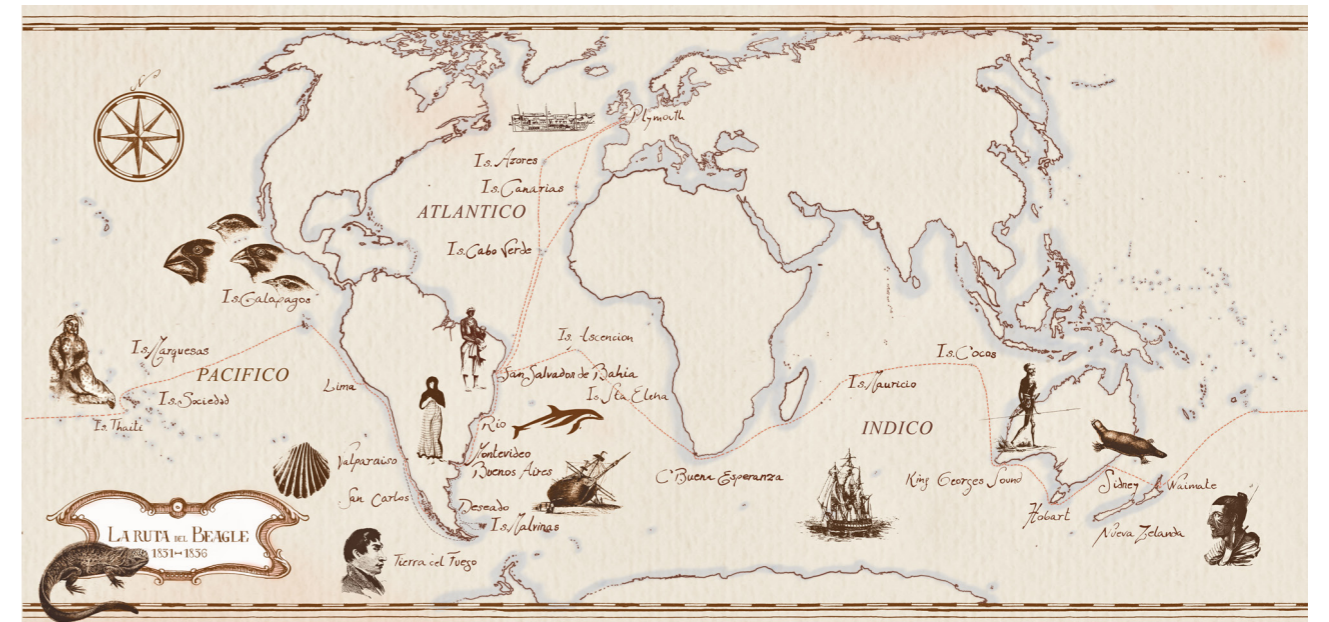 N
Plymouth
Is. Azores
Is. Canarias
ATLANTICO
Is. Cabo Verde
Is. Galapagos
Is. Marquesas
PACIFICO
Is. Sociedad
Is. Thaiti
Lima
Is. Ascencion
San Salvador de Bahia
Is. Sta Elena
Rio
Montevideo
Buenos Aires
Valparaiso
San Carlos
Deseado
Is. Malvinas
Tierra del Fuego
C. Buena Esperanza
Is. Cocos
Is. Mauricio
INDICO
King Georges Sound
Hobart
Sidney
Waimate
Nueva Zelanda
LA RUTA DEL BEAGLE
1831-1836